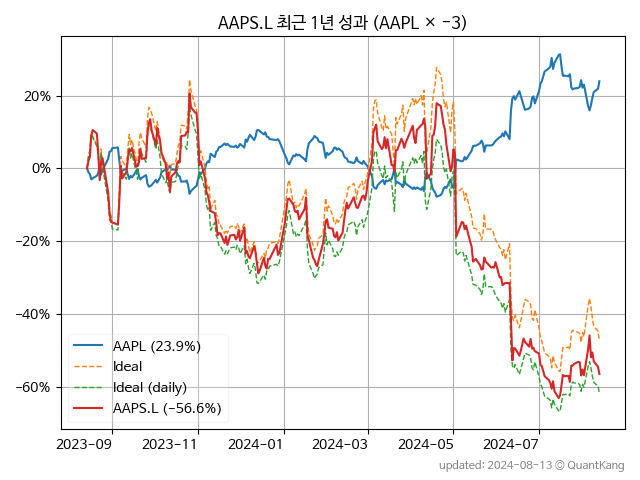 AAPS.L 최근 1년 성과 (AAPL × −3)
20%
0%
−20%
−40%
−60%
AAPL (23.9%)
Ideal
Ideal (daily)
AAPS.L (−56.6%)
2023-09
2023-11
2024-01
2024-03
2024-05
2024-07
updated: 2024-08-13 © QuantKang